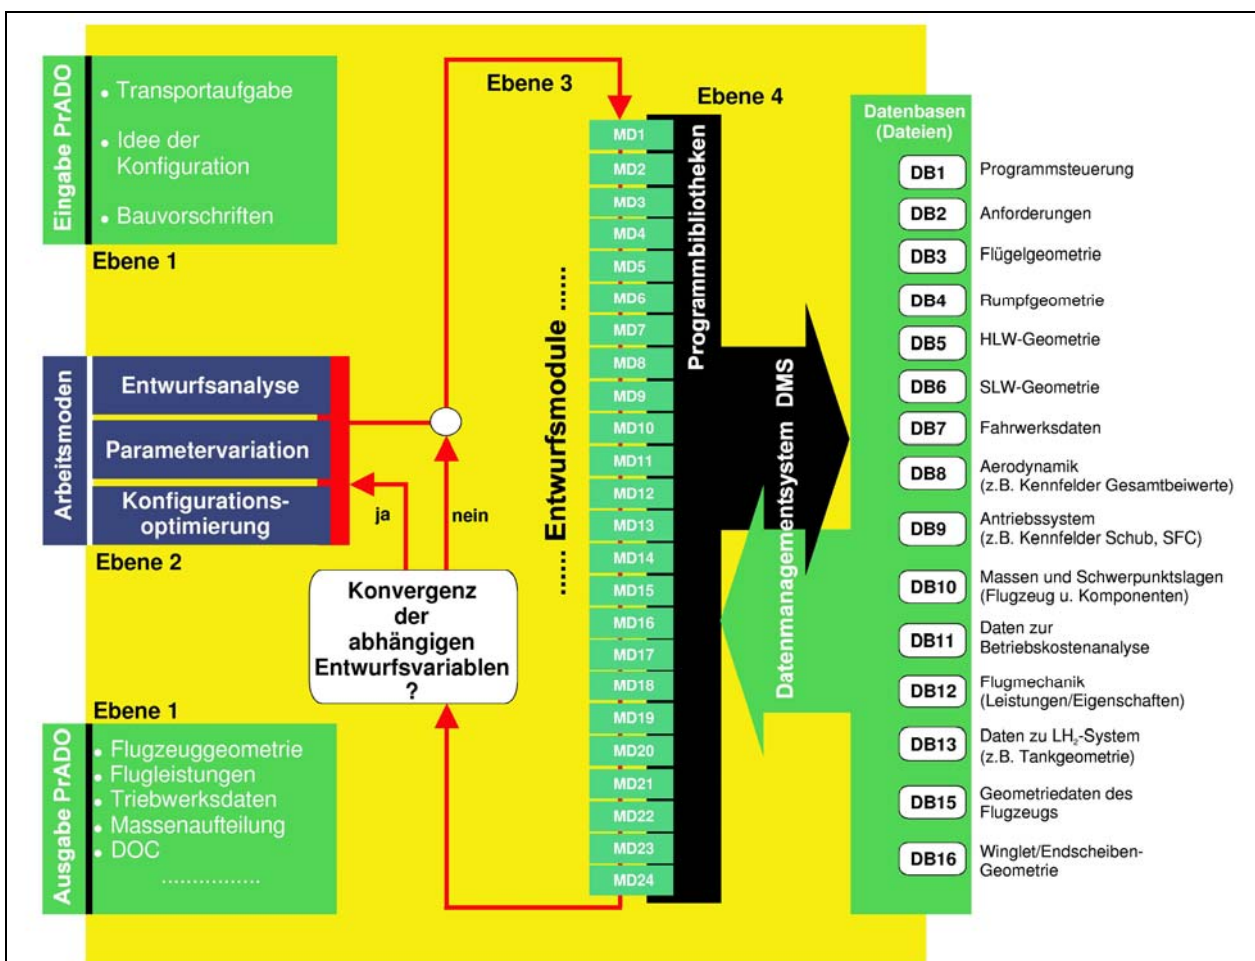 Eingabe PrADO
• Transportaufgabe
• Idee der
Konfiguration
• Bauvorschriften
Ebene 1
Arbeitsmoden
Entwurfsanalyse
Parametervariation
Konfigurations-
optimierung
Ebene 2
ja
nein
Konvergenz
der
abhängigen
Entwurfsvariablen
?
Ebene 1
Ausgabe PrADO
• Flugzeuggeometrie
• Flugleistungen
• Triebwerksdaten
• Massenaufteilung
• DOC
................
Ebene 3
...... Entwurfsmodule ......
MD1
MD2
MD3
MD4
MD5
MD6
MD7
MD8
MD9
MD10
MD11
MD12
MD13
MD14
MD15
MD16
MD17
MD18
MD19
MD20
MD21
MD22
MD23
MD24
Ebene 4
Programmbibliotheken
Datenmanagementsystem DMS
Datenbasen
(Dateien)
DB1 Programmsteuerung
DB2 Anforderungen
DB3 Flügelgeometrie
DB4 Rumpfgeometrie
DB5 HLW-Geometrie
DB6 SLW-Geometrie
DB7 Fahrwerksdaten
DB8 Aerodynamik
(z.B. Kennfelder Gesamtbeiwerte)
DB9 Antriebssystem
(z.B. Kennfelder Schub, SFC)
DB10 Massen und Schwerpunktslagen
(Flugzeug u. Komponenten)
DB11 Daten zur
Betriebskostenanalyse
DB12 Flugmechanik
(Leistungen/Eigenschaften)
DB13 Daten zu LH₂-System
(z.B. Tankgeometrie)
DB15 Geometriedaten des
Flugzeugs
DB16 Winglet/Endscheiben-
Geometrie